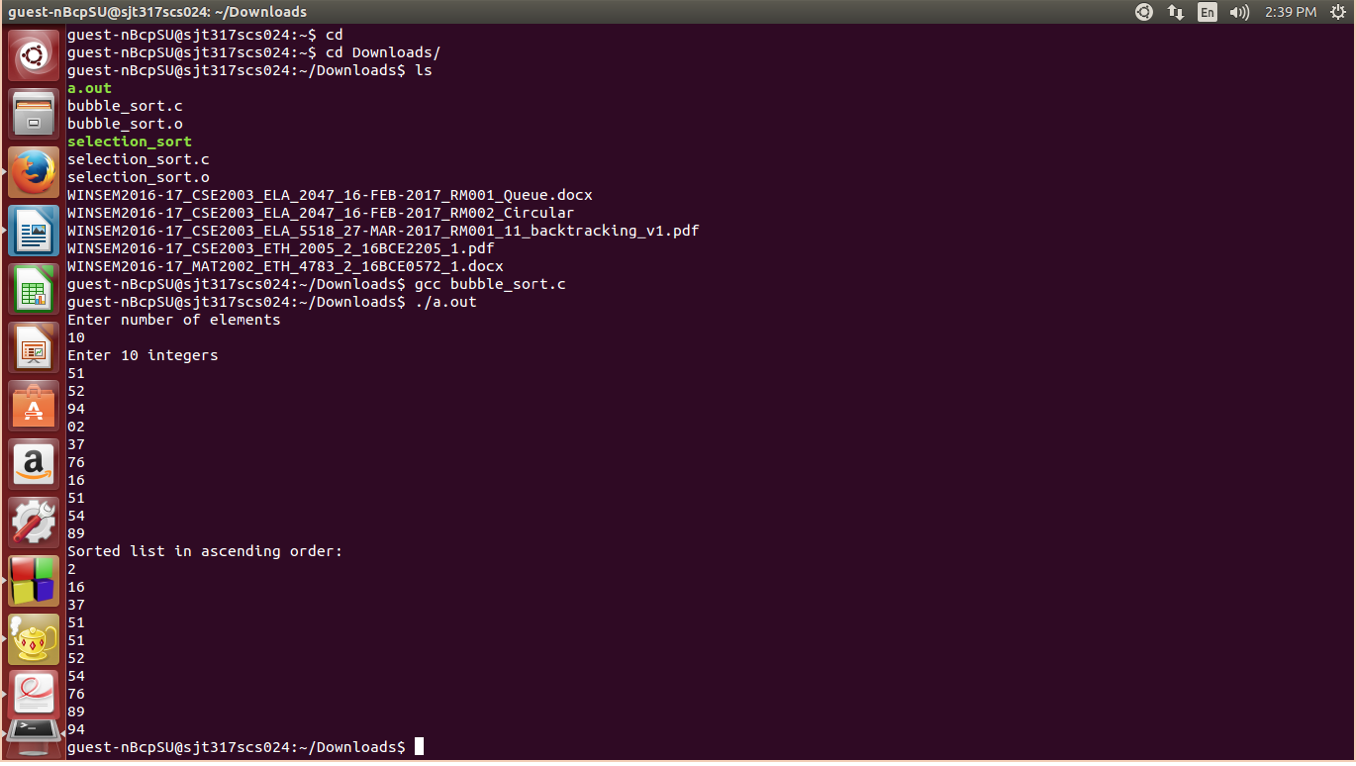 guest-nBcpSU@sjt317scs024: ~/Downloads
En
2:39 PM
guest-nBcpSU@sjt317scs024:~$ cd
guest-nBcpSU@sjt317scs024:~$ cd Downloads/
guest-nBcpSU@sjt317scs024:~/Downloads$ ls
a.out
bubble_sort.c
bubble_sort.o
selection_sort
selection_sort.c
selection_sort.o
WINSEM2016-17_CSE2003_ELA_2047_16-FEB-2017_RM001_Queue.docx
WINSEM2016-17_CSE2003_ELA_2047_16-FEB-2017_RM002_Circular
WINSEM2016-17_CSE2003_ELA_5518_27-MAR-2017_RM001_11_backtracking_v1.pdf
WINSEM2016-17_CSE2003_ETH_2005_2_16BCE2205_1.pdf
WINSEM2016-17_MAT2002_ETH_4783_2_16BCE0572_1.docx
guest-nBcpSU@sjt317scs024:~/Downloads$ gcc bubble_sort.c
guest-nBcpSU@sjt317scs024:~/Downloads$ ./a.out
Enter number of elements
10
Enter 10 integers
51
52
94
02
37
76
16
51
54
89
Sorted list in ascending order:
2
16
37
51
51
52
54
76
89
94
guest-nBcpSU@sjt317scs024:~/Downloads$